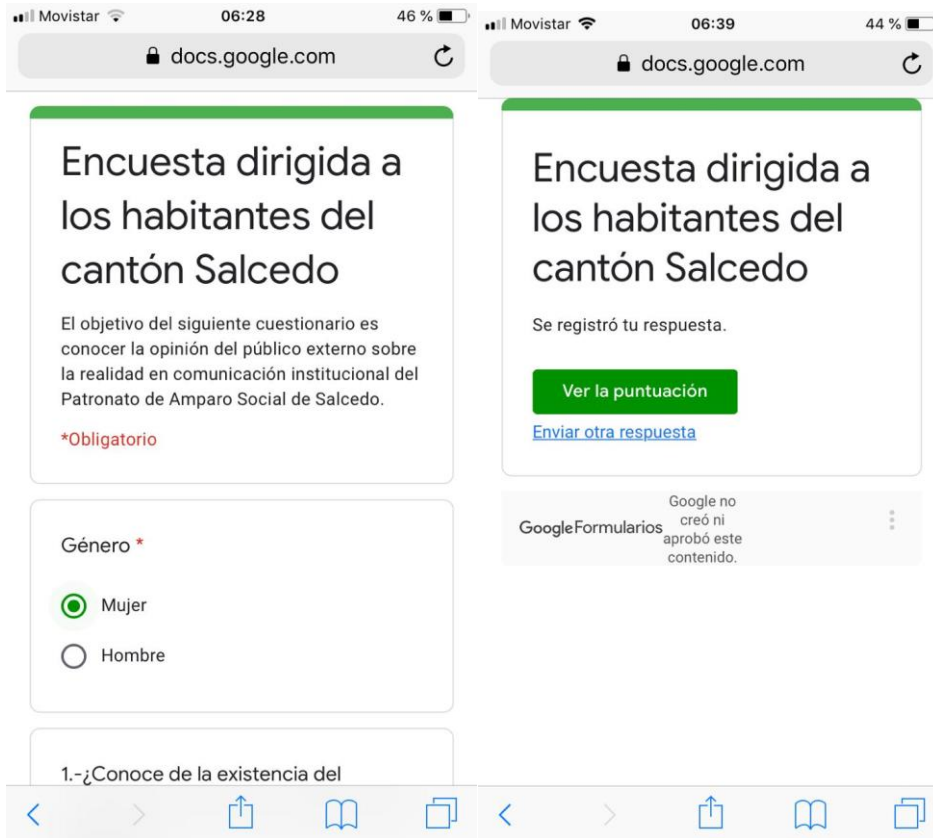 Movistar 06:28 46 %
docs.google.com
Encuesta dirigida a
los habitantes del
cantón Salcedo
El objetivo del siguiente cuestionario es
conocer la opinión del público externo sobre
la realidad en comunicación institucional del
Patronato de Amparo Social de Salcedo.
*Obligatorio
Género *
Mujer
Hombre
1.-¿Conoce de la existencia del
Movistar 06:39 44 %
docs.google.com
Encuesta dirigida a
los habitantes del
cantón Salcedo
Se registró tu respuesta.
Ver la puntuación
Enviar otra respuesta
Google Formularios
Google no
creó ni
aprobó este
contenido.